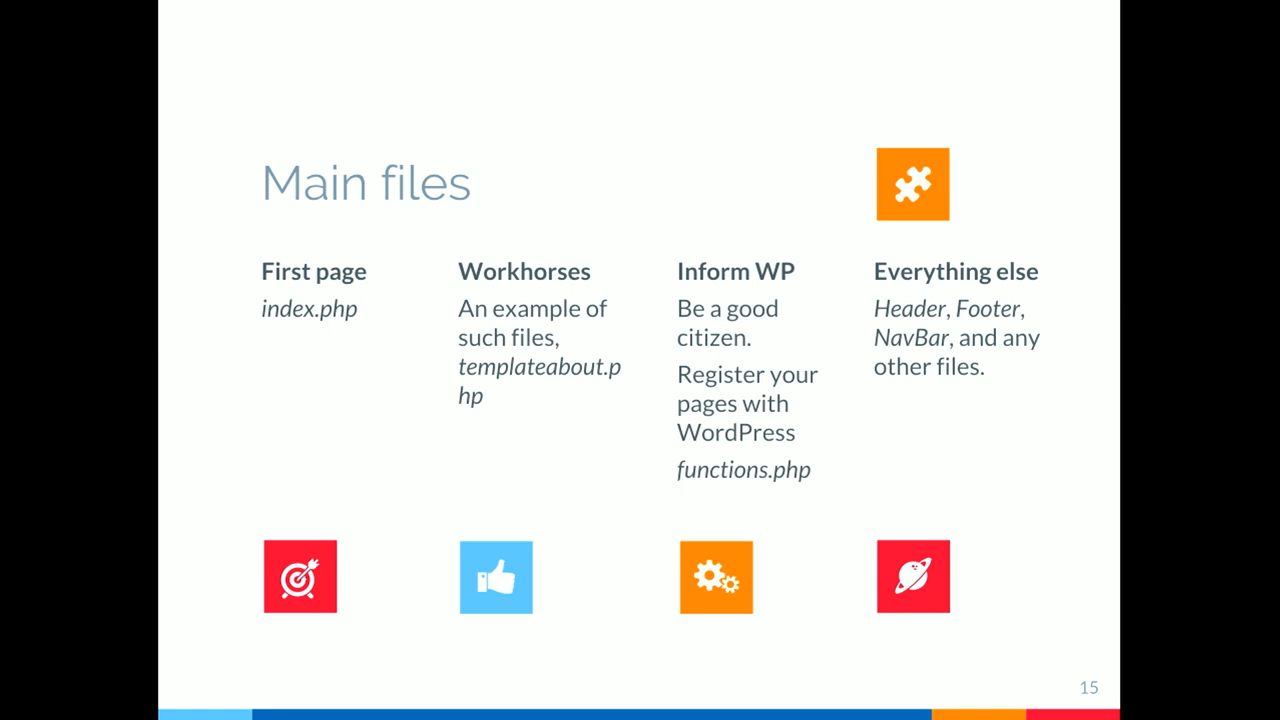 Main files
First page
index.php
Workhorses
An example of
such files,
templateabout.p
hp
Inform WP
Be a good
citizen.
Register your
pages with
WordPress
functions.php
Everything else
Header, Footer,
NavBar, and any
other files.
15